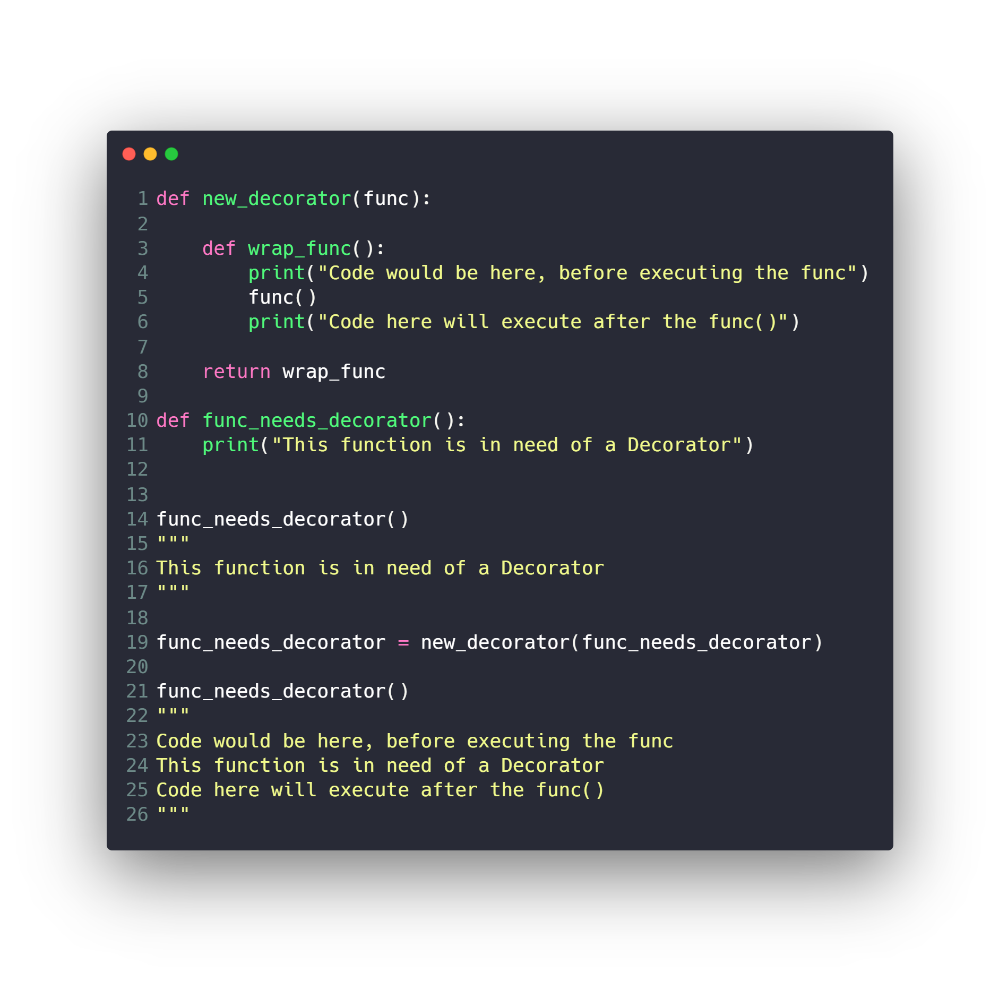 1 def new_decorator(func):
2
3     def wrap_func():
4         print("Code would be here, before executing the func")
5         func()
6         print("Code here will execute after the func()")
7
8     return wrap_func
9
10 def func_needs_decorator():
11     print("This function is in need of a Decorator")
12
13
14 func_needs_decorator()
15 """
16 This function is in need of a Decorator
17 """
18
19 func_needs_decorator = new_decorator(func_needs_decorator)
20
21 func_needs_decorator()
22 """
23 Code would be here, before executing the func
24 This function is in need of a Decorator
25 Code here will execute after the func()
26 """